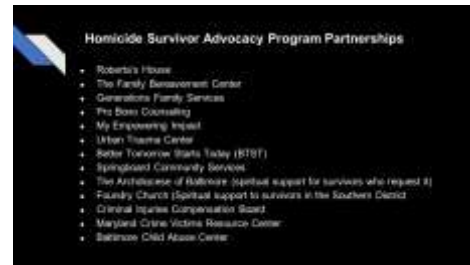 Homicide Survivor Advocacy Program Partnerships
Roberta's House
The Family Bereavement Center
Generations Family Services
Pro Bono Counseling
My Empowering Impact
Urban Trauma Center
Better Tomorrow Starts Today (BTST)
Springboard Community Services
The Archdiocese of Baltimore (spiritual support for survivors who request it)
Foundry Church (Spiritual support to survivors in the Southern District
Criminal Injuries Compensation Board
Maryland Crime Victims Resource Center
Baltimore Child Abuse Center